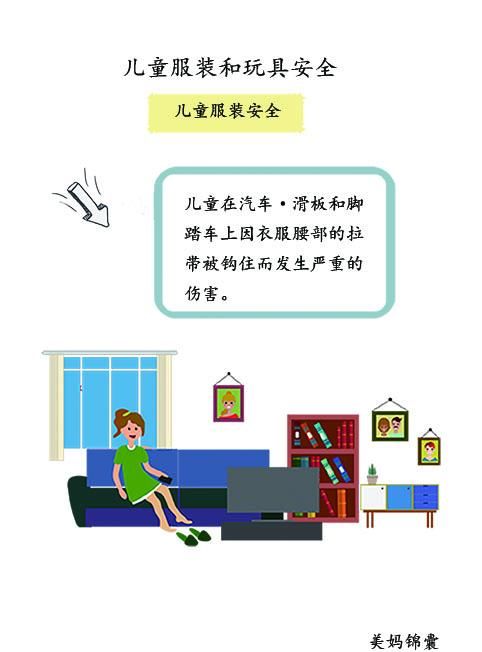 儿童服装和玩具安全
儿童服装安全
儿童在汽车·滑板和脚
踏车上因衣服腰部的拉
带被钩住而发生严重的
伤害。
美妈锦囊